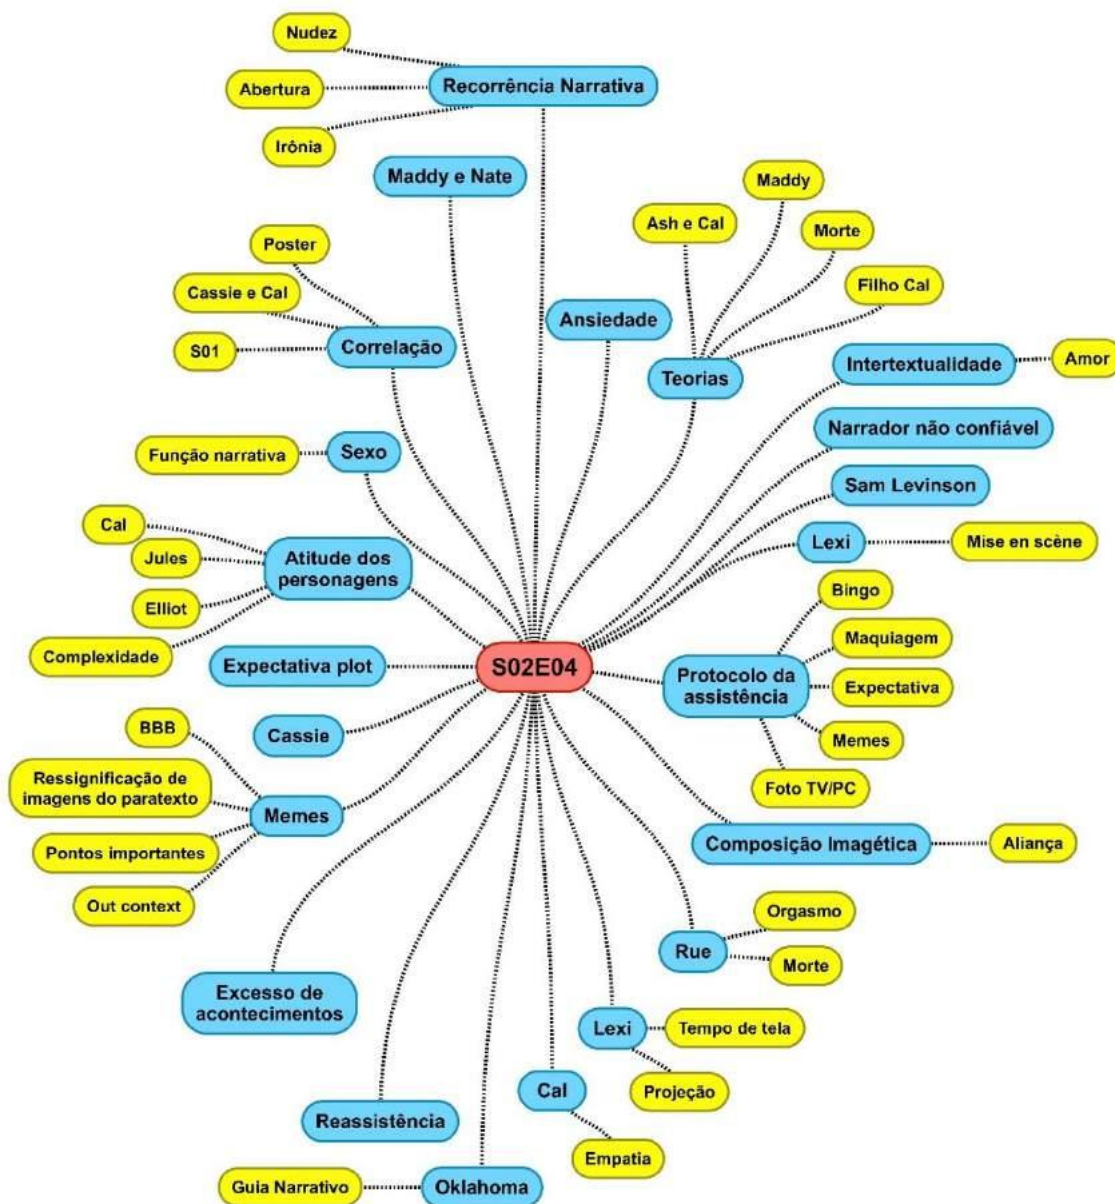 Nudez
Recorrência Narrativa
Abertura
Irônia
Maddy e Nate
Maddy
Ash e Cal
Morte
Poster
Filho Cal
Cassie e Cal
Ansiedade
S01
Correlação
Teorias
Intertextualidade
Amor
Narrador não confiável
Função narrativa
Sexo
Sam Levinson
Cal
Lexi
Mise en scène
Jules
Atitude dos
personagens
Elliot
Bingo
Complexidade
Maquiagem
Expectativa plot
S02E04
Protocolo da
assistência
Expectativa
BBB
Cassie
Memes
Ressignificação de
imagens do paratexto
Memes
Foto TV/PC
Pontos importantes
Composição Imagética
Aliança
Out context
Orgasmo
Rue
Morte
Excesso de
acontecimentos
Lexi
Tempo de tela
Cal
Projeção
Reassistência
Empatia
Guia Narrativo
Oklahoma